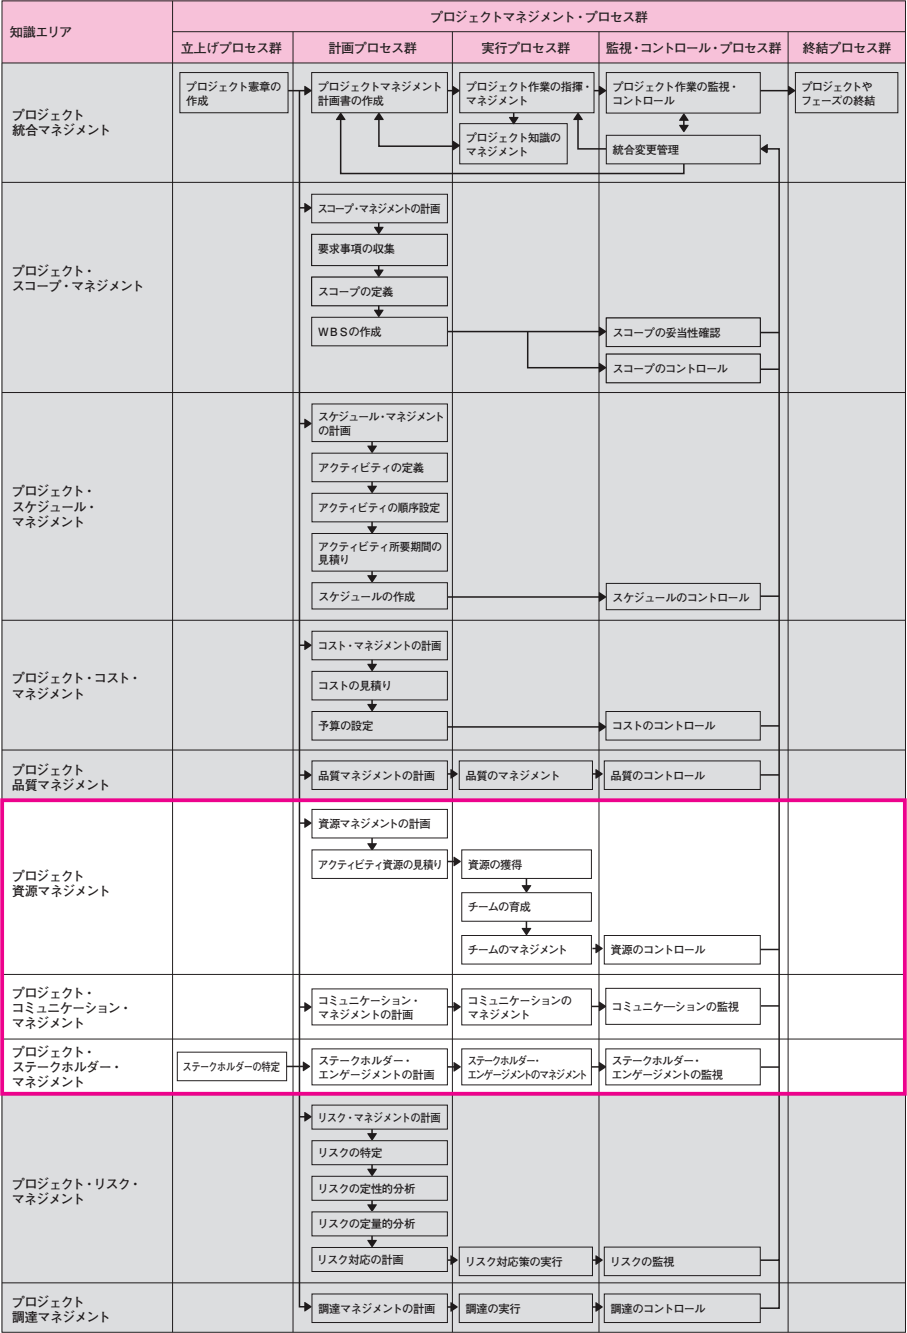 知識エリア
プロジェクトマネジメント・プロセス群
立上げプロセス群
計画プロセス群
実行プロセス群
監視・コントロール・プロセス群
終結プロセス群
プロジェクト
統合マネジメント
プロジェクト憲章の
作成
プロジェクトマネジメント
計画書の作成
プロジェクト作業の指揮・
マネジメント
プロジェクト作業の監視・
コントロール
プロジェクトや
フェーズの終結
プロジェクト知識の
マネジメント
統合変更管理
プロジェクト・
スコープ・マネジメント
スコープ・マネジメントの計画
要求事項の収集
スコープの定義
WBSの作成
スコープの妥当性確認
スコープのコントロール
プロジェクト・
スケジュール・
マネジメント
スケジュール・マネジメント
の計画
アクティビティの定義
アクティビティの順序設定
アクティビティ所要期間の
見積り
スケジュールの作成
スケジュールのコントロール
プロジェクト・コスト・
マネジメント
コスト・マネジメントの計画
コストの見積り
予算の設定
コストのコントロール
プロジェクト
品質マネジメント
品質マネジメントの計画
品質のマネジメント
品質のコントロール
プロジェクト
資源マネジメント
資源マネジメントの計画
アクティビティ資源の見積り
資源の獲得
チームの育成
チームのマネジメント
資源のコントロール
プロジェクト・
コミュニケーション・
マネジメント
コミュニケーション・
マネジメントの計画
コミュニケーションの
マネジメント
コミュニケーションの監視
プロジェクト・
ステークホルダー・
マネジメント
ステークホルダーの特定
ステークホルダー・
エンゲージメントの計画
ステークホルダー・
エンゲージメントのマネジメント
ステークホルダー・
エンゲージメントの監視
プロジェクト・リスク・
マネジメント
リスク・マネジメントの計画
リスクの特定
リスクの定性的分析
リスクの定量的分析
リスク対応の計画
リスク対応策の実行
リスクの監視
プロジェクト
調達マネジメント
調達マネジメントの計画
調達の実行
調達のコントロール